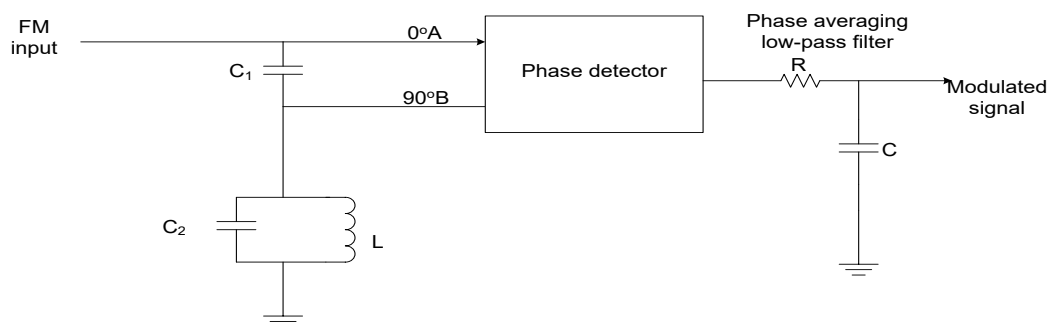 FM
input
0ᵒA
C₁
90ᵒB
C₂
L
Phase detector
Phase averaging
low-pass filter
R
C
Modulated
signal